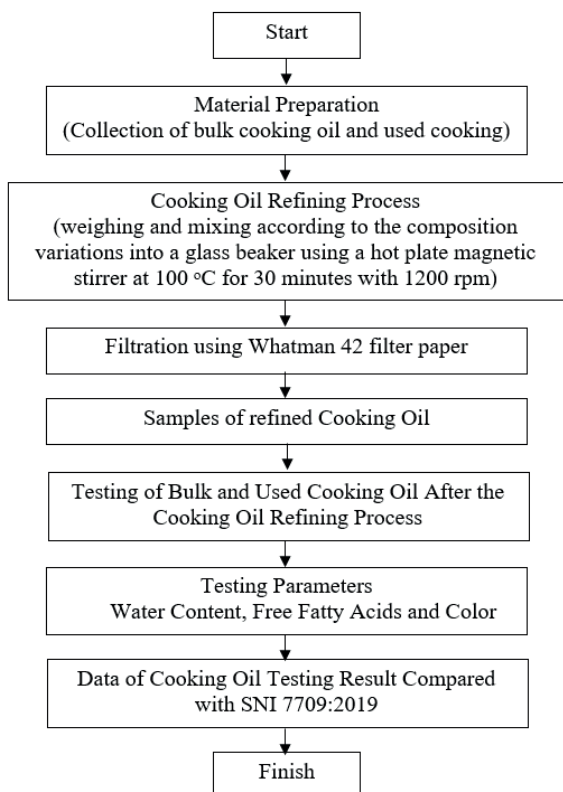 Start
Material Preparation
(Collection of bulk cooking oil and used cooking)
Cooking Oil Refining Process
(weighing and mixing according to the composition
variations into a glass beaker using a hot plate magnetic
stirrer at 100 °C for 30 minutes with 1200 rpm)
Filtration using Whatman 42 filter paper
Samples of refined Cooking Oil
Testing of Bulk and Used Cooking Oil After the
Cooking Oil Refining Process
Testing Parameters
Water Content, Free Fatty Acids and Color
Data of Cooking Oil Testing Result Compared
with SNI 7709:2019
Finish